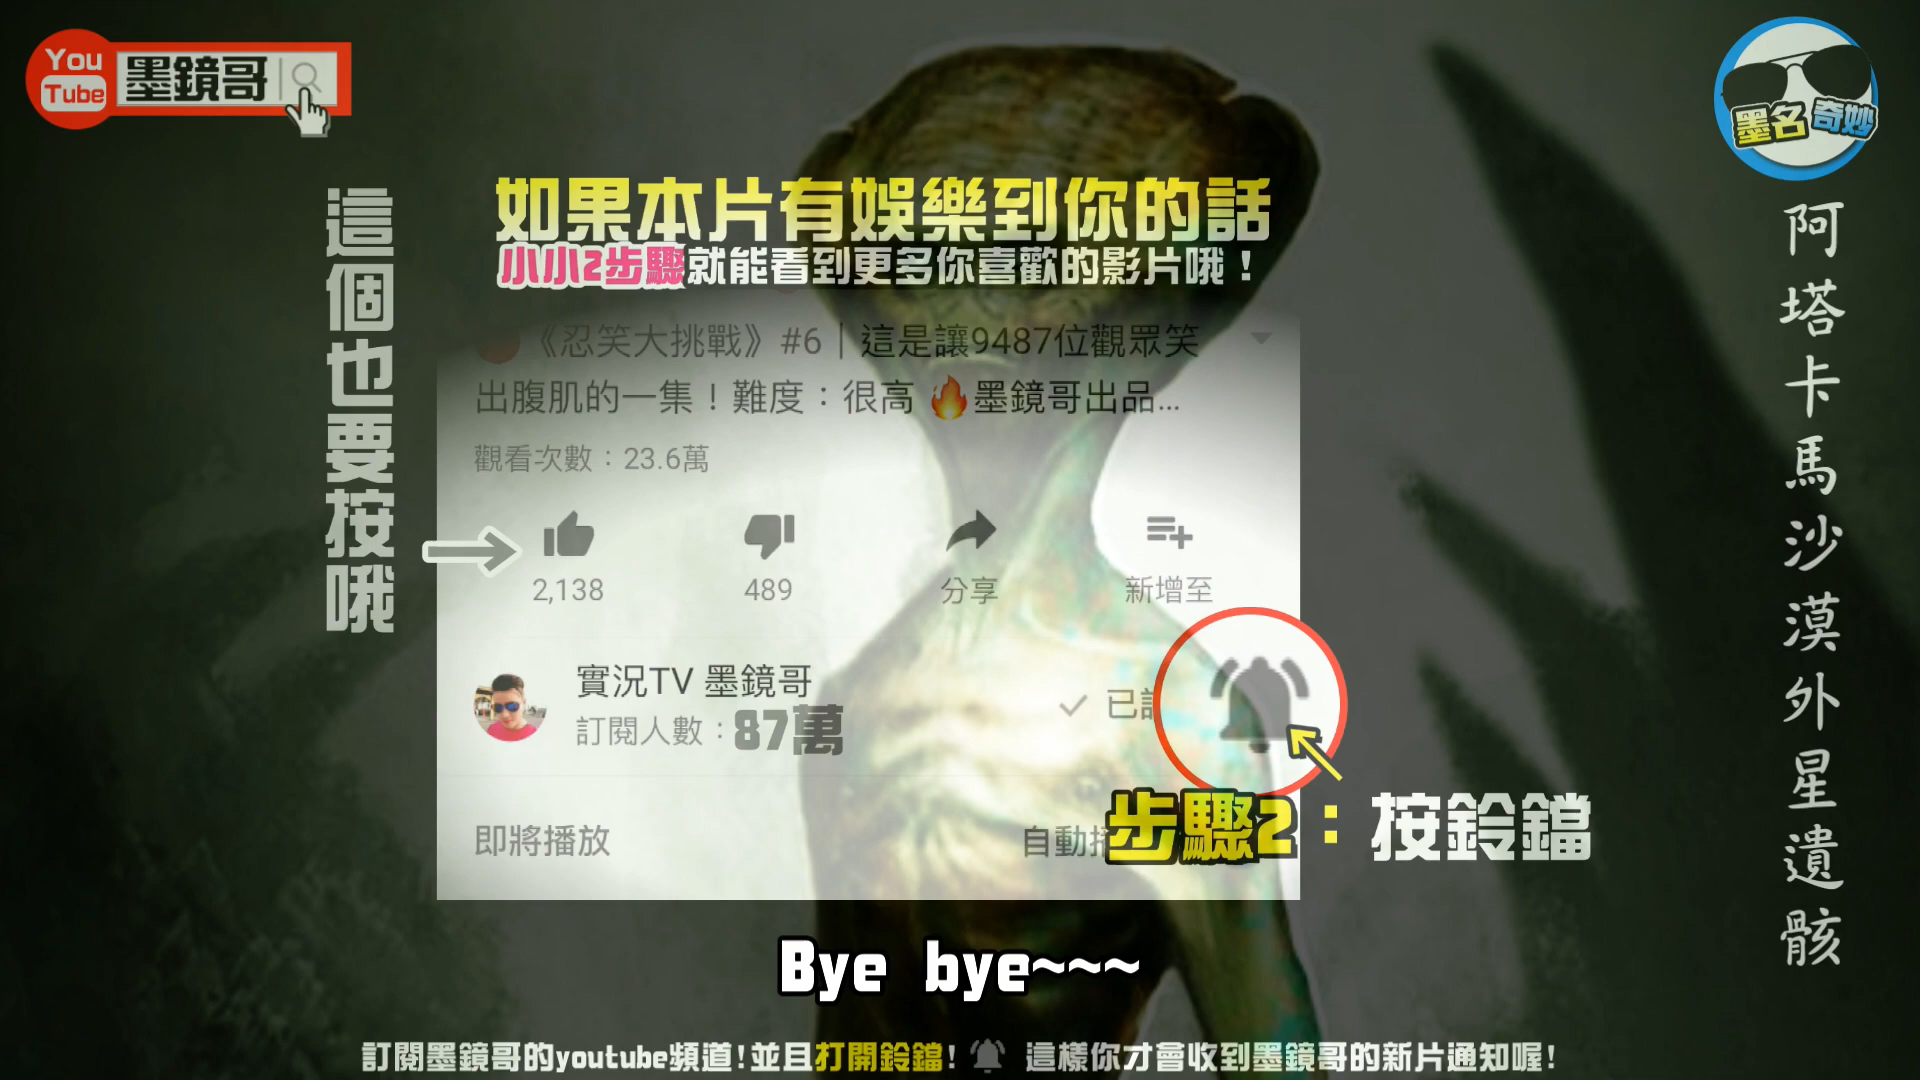 You
Tube
墨鏡哥
墨名奇妙
如果本片有娛樂到你的話
小小2步驟就能看到更多你喜歡的影片哦！
這個也要按哦
《忍笑大挑戰》#6｜這是讓9487位觀眾笑
出腹肌的一集！難度：很高🔥墨鏡哥出品...
觀看次數：23.6萬
2,138
489
分享
新增至
實況TV 墨鏡哥
訂閱人數：87萬
已
即將播放
自動
步驟2：按鈴鐺
阿塔卡馬沙漠外星遺骸
Bye bye~~~
訂閱墨鏡哥的youtube頻道!並且打開鈴鐺! 這樣你才會收到墨鏡哥的新片通知喔!